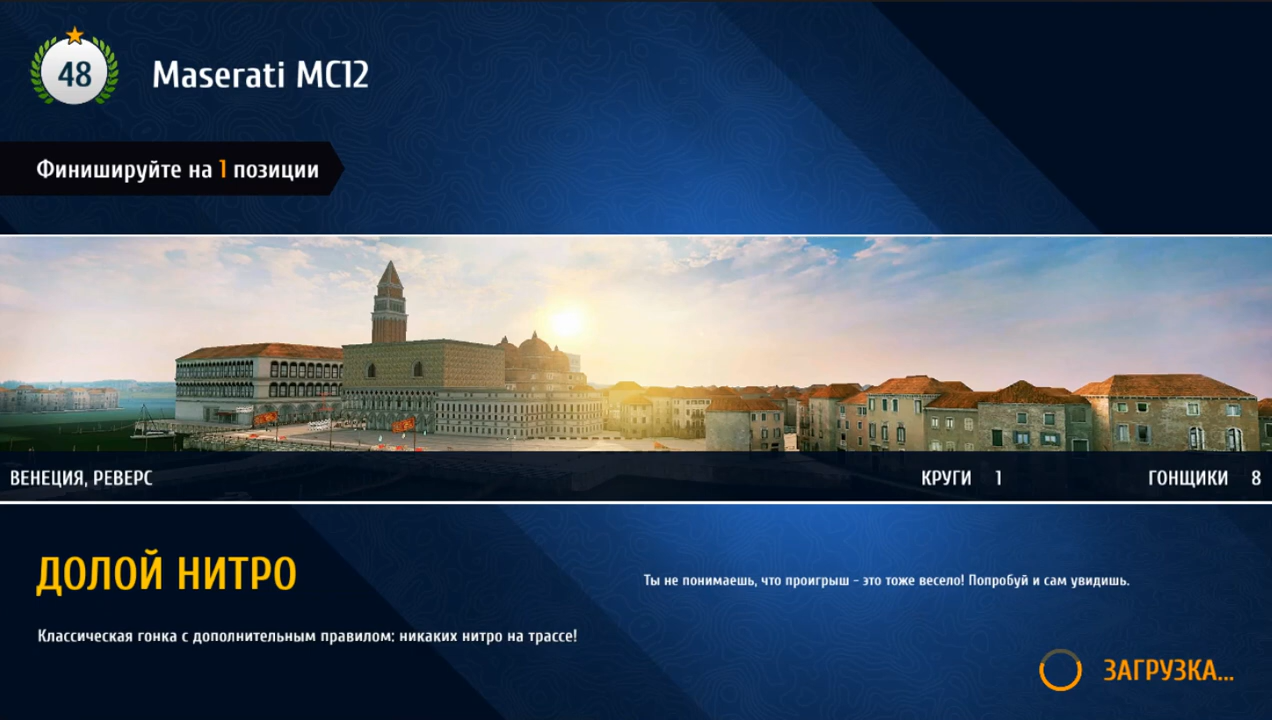 48
Maserati MC12
Финишируйте на 1 позиции
ВЕНЕЦИЯ, РЕВЕРС
КРУГИ 1
ГОНЩИКИ 8
ДОЛОЙ НИТРО
Ты не понимаешь, что проигрыш - это тоже весело! Попробуй и сам увидишь.
Классическая гонка с дополнительным правилом: никаких нитро на трассе!
ЗАГРУЗКА...